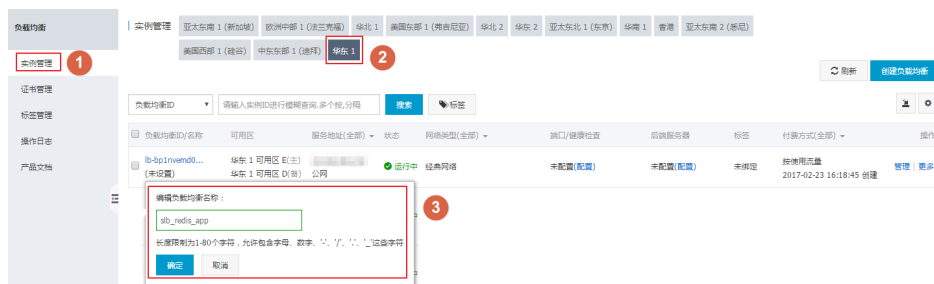 负载均衡
实例管理
证书管理
标签管理
操作日志
产品文档
1
实例管理 亚太东南 1 (新加坡) 欧洲中部 1 (法兰克福) 华北 1 美国东部 1 (弗吉尼亚) 华北 2 华东 2 亚太东北 1 (东京) 华南 1 香港 亚太东南 2 (悉尼)
美国西部 1 (硅谷) 中东东部 1 (迪拜) 华东 1
2
刷新 创建负载均衡
负载均衡ID 请输入实例ID进行模糊查询,多个按,分隔 搜索 标签
负载均衡ID/名称 可用区 服务地址(全部) 状态 网络类型(全部) 端口/健康检查 后端服务器 标签 付费方式(全部) 操作
lb-bp1nvemd0... 华东 1 可用区 E(主) 运行中 经典网络 未配置(配置) 未配置(配置) 未绑定 按使用流量 管理 更多
(未设置) 华东 1 可用区 D(备) 公网 2017-02-23 16:18:45 创建
编辑负载均衡名称：
slb_redis_app
长度限制为1-80个字符，允许包含字母、数字、'-'、'/'、'.'、'_'这些字符
确定 取消
3